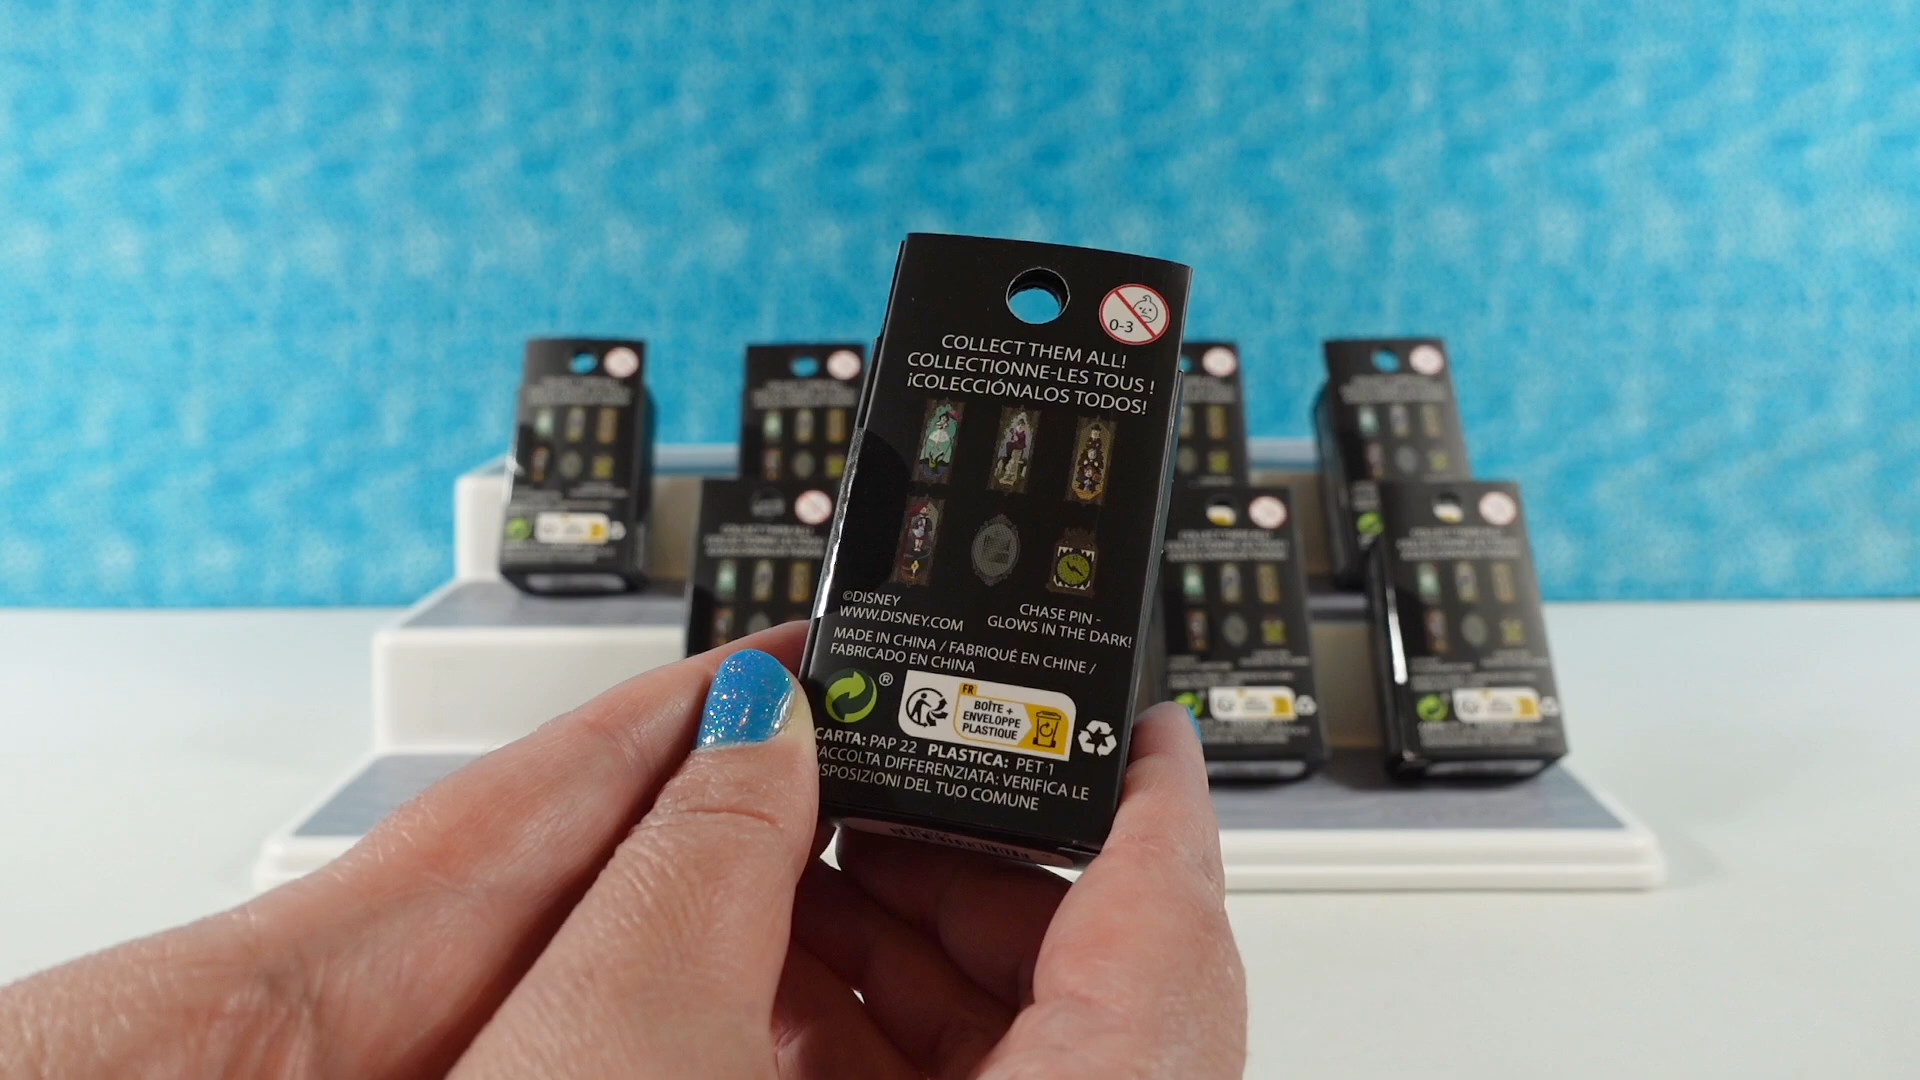 0-3
COLLECT THEM ALL!
COLLECTIONNE-LES TOUS !
¡COLECCIÓNALOS TODOS!
©DISNEY
WWW.DISNEY.COM
CHASE PIN -
GLOWS IN THE DARK!
MADE IN CHINA / FABRIQUÉ EN CHINE /
FABRICADO EN CHINA
®
FR
BOÎTE +
ENVELOPPE
PLASTIQUE
CARTA: PAP 22 PLASTICA: PET 1
DIFFERENZIATA: VERIFICA LE
DEL TUO COMUNE